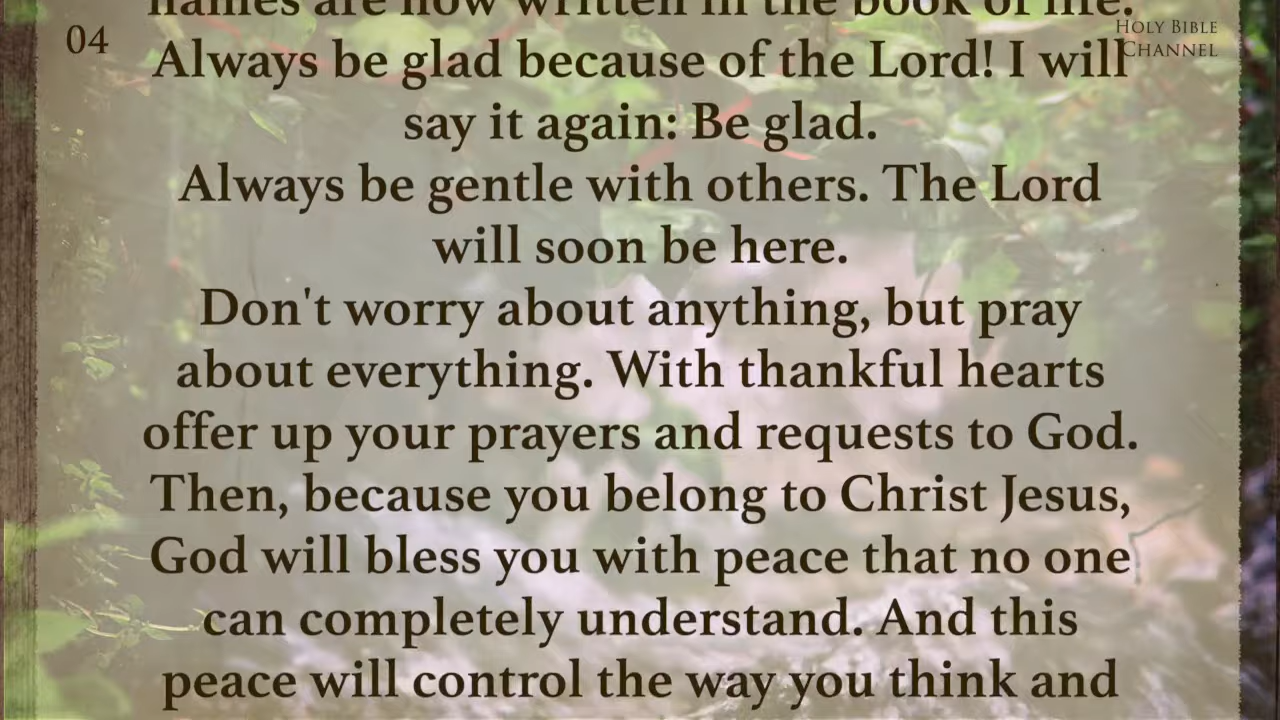 names are now written in the book of life.
04
HOLY BIBLE
CHANNEL
Always be glad because of the Lord! I will
say it again: Be glad.
Always be gentle with others. The Lord
will soon be here.
Don't worry about anything, but pray
about everything. With thankful hearts
offer up your prayers and requests to God.
Then, because you belong to Christ Jesus,
God will bless you with peace that no one
can completely understand. And this
peace will control the way you think and